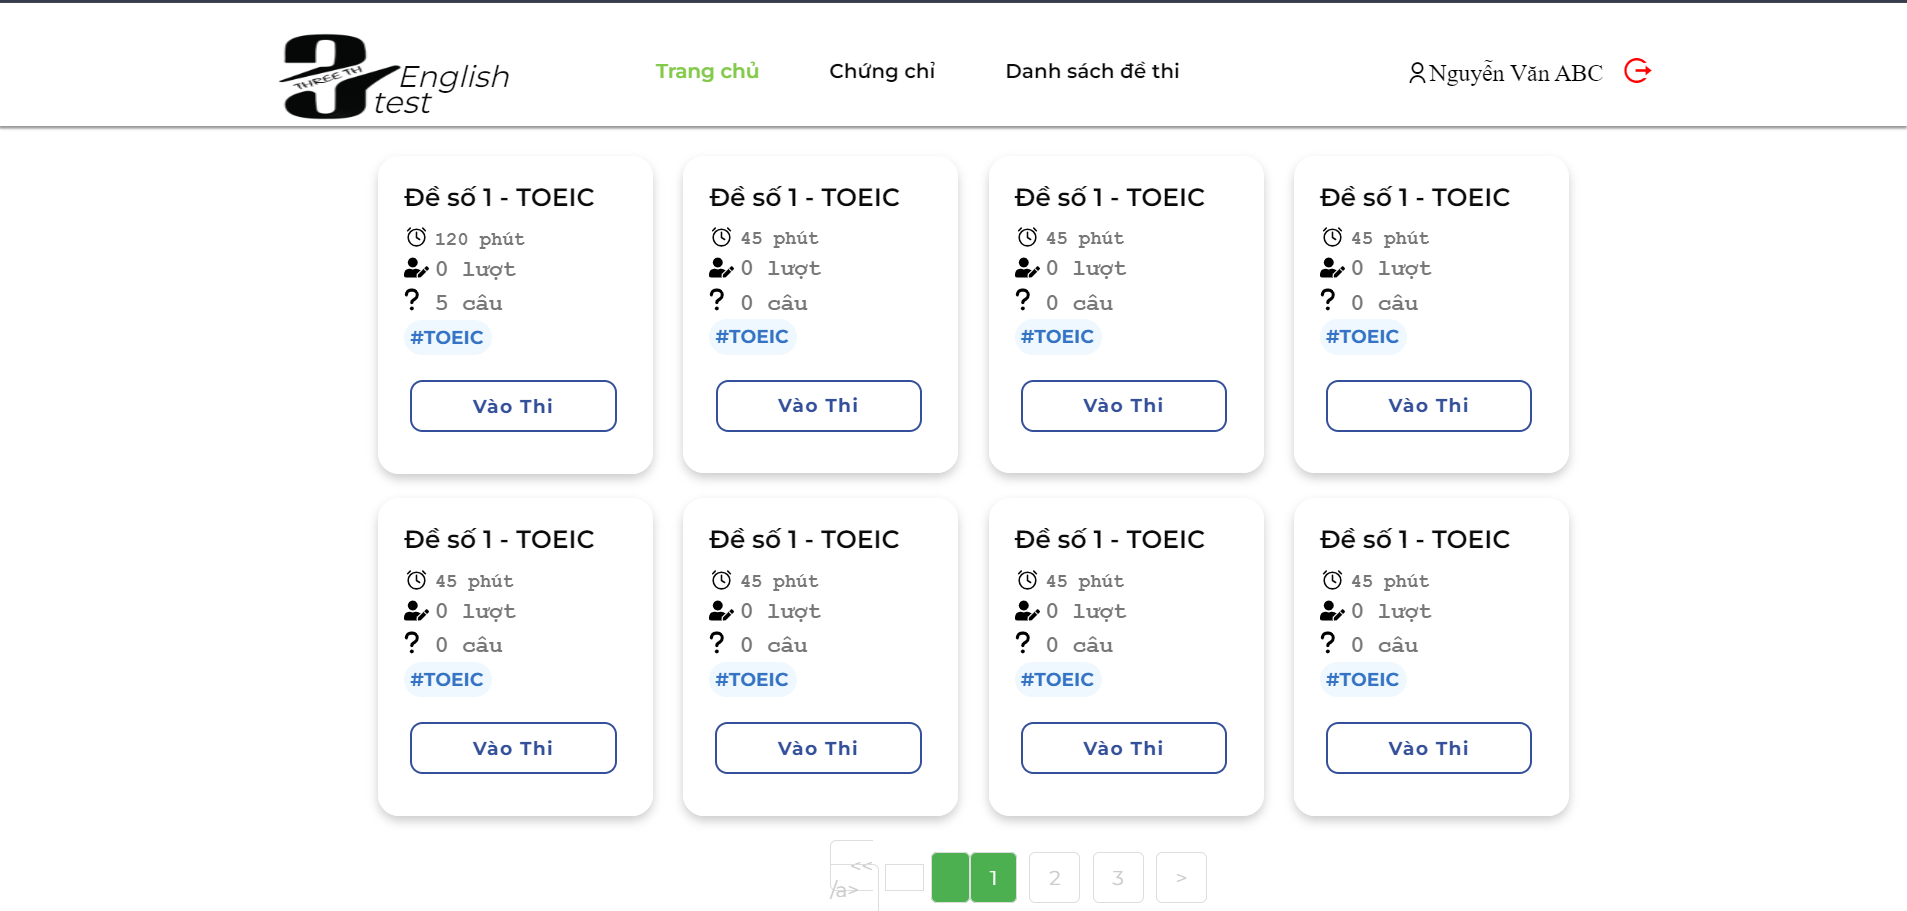 THREE TH
English
test
Trang chủ
Chứng chỉ
Danh sách đề thi
Nguyễn Văn ABC
Đề số 1 - TOEIC
120 phút
0 lượt
5 câu
#TOEIC
Vào Thi
Đề số 1 - TOEIC
45 phút
0 lượt
0 câu
#TOEIC
Vào Thi
Đề số 1 - TOEIC
45 phút
0 lượt
0 câu
#TOEIC
Vào Thi
Đề số 1 - TOEIC
45 phút
0 lượt
0 câu
#TOEIC
Vào Thi
Đề số 1 - TOEIC
45 phút
0 lượt
0 câu
#TOEIC
Vào Thi
Đề số 1 - TOEIC
45 phút
0 lượt
0 câu
#TOEIC
Vào Thi
Đề số 1 - TOEIC
45 phút
0 lượt
0 câu
#TOEIC
Vào Thi
Đề số 1 - TOEIC
45 phút
0 lượt
0 câu
#TOEIC
Vào Thi
<<
/a>
1
2
3
>